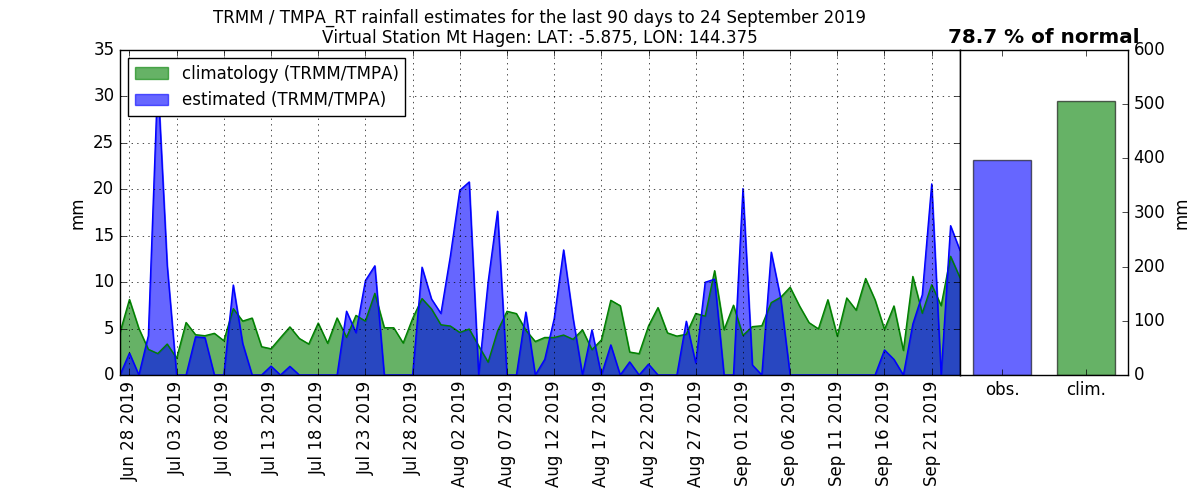 TRMM / TMPA_RT rainfall estimates for the last 90 days to 24 September 2019
Virtual Station Mt Hagen: LAT: -5.875, LON: 144.375
78.7 % of normal
climatology (TRMM/TMPA)
estimated (TRMM/TMPA)
35
30
25
20
15
10
5
0
mm
Jun 28 2019
Jul 03 2019
Jul 08 2019
Jul 13 2019
Jul 18 2019
Jul 23 2019
Jul 28 2019
Aug 02 2019
Aug 07 2019
Aug 12 2019
Aug 17 2019
Aug 22 2019
Aug 27 2019
Sep 01 2019
Sep 06 2019
Sep 11 2019
Sep 16 2019
Sep 21 2019
obs.
clim.
600
500
400
300
200
100
0
mm